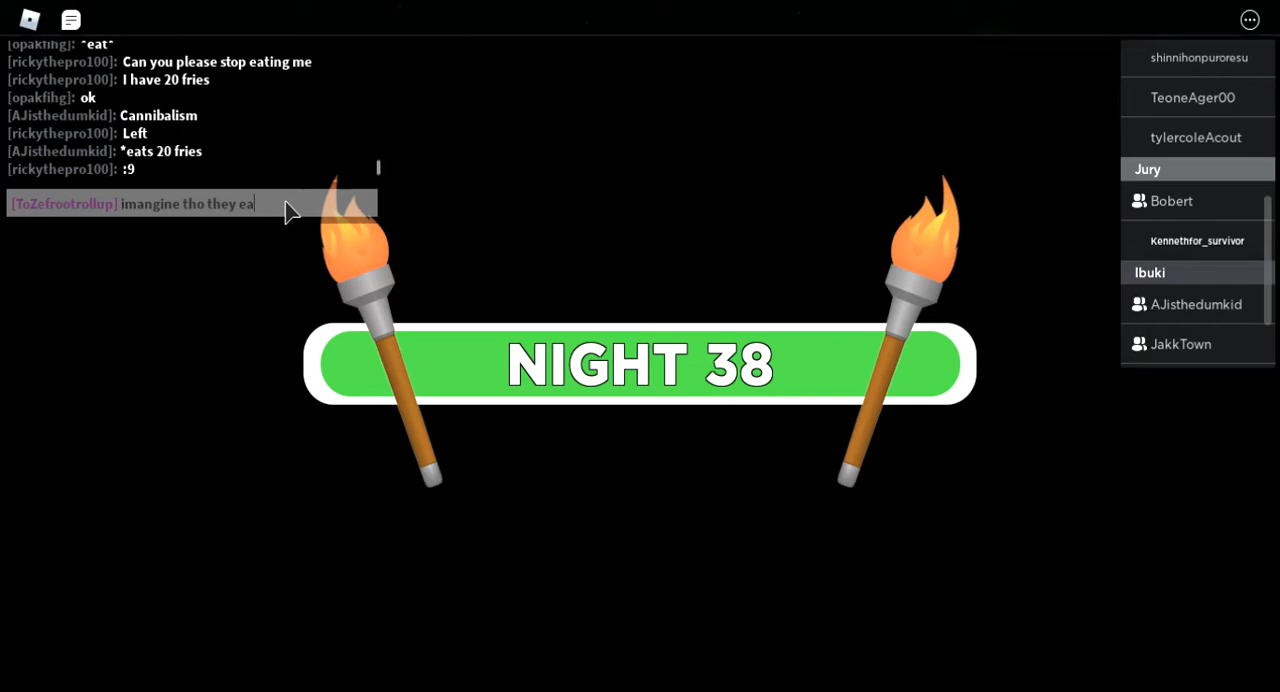 [opakfihg]: *eat*
[rickythepro100]: Can you please stop eating me
[rickythepro100]: I have 20 fries
[opakfihg]: ok
[AJisthedumkid]: Cannibalism
[rickythepro100]: Left
[AJisthedumkid]: *eats 20 fries
[rickythepro100]: :9
[ToZefrootrollup] imangine tho they ea
NIGHT 38
shinnihonpuroresu
TeoneAger00
tylercoleAcout
Jury
Bobert
Kennethfor_survivor
Ibuki
AJisthedumkid
JakkTown